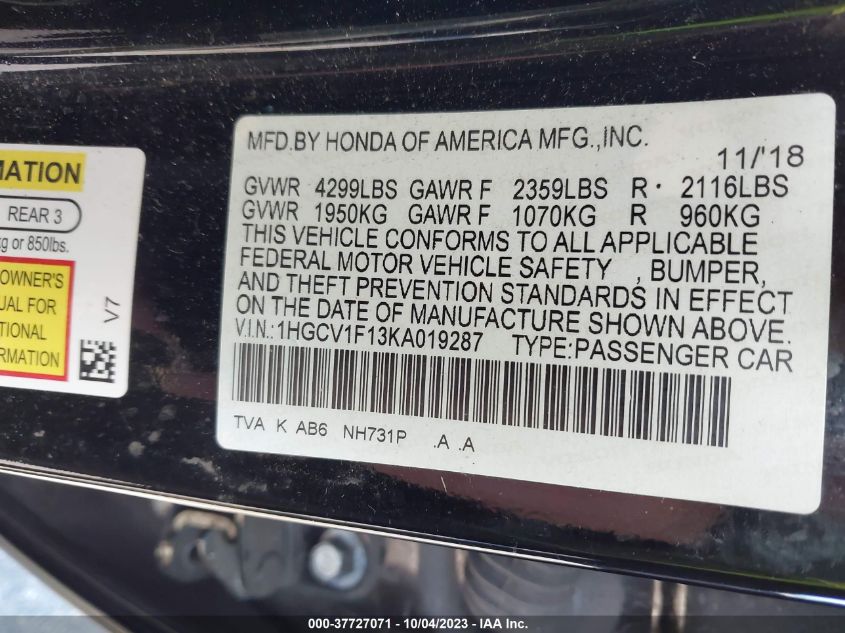 MATION
REAR 3
kg or 850lbs.
OWNER'S
UAL FOR
TIONAL
ORMATION
V7
MFD.BY HONDA OF AMERICA MFG.,INC.
11/'18
GVWR 4299LBS GAWR F 2359LBS R · 2116LBS
GVWR 1950KG GAWR F 1070KG R 960KG
THIS VEHICLE CONFORMS TO ALL APPLICABLE
FEDERAL MOTOR VEHICLE SAFETY , BUMPER,
AND THEFT PREVENTION STANDARDS IN EFFECT
ON THE DATE OF MANUFACTURE SHOWN ABOVE.
V.I.N.:1HGCV1F13KA019287 TYPE:PASSENGER CAR
TVA K AB6 NH731P .A .A
000-37727071 - 10/04/2023 - IAA Inc.